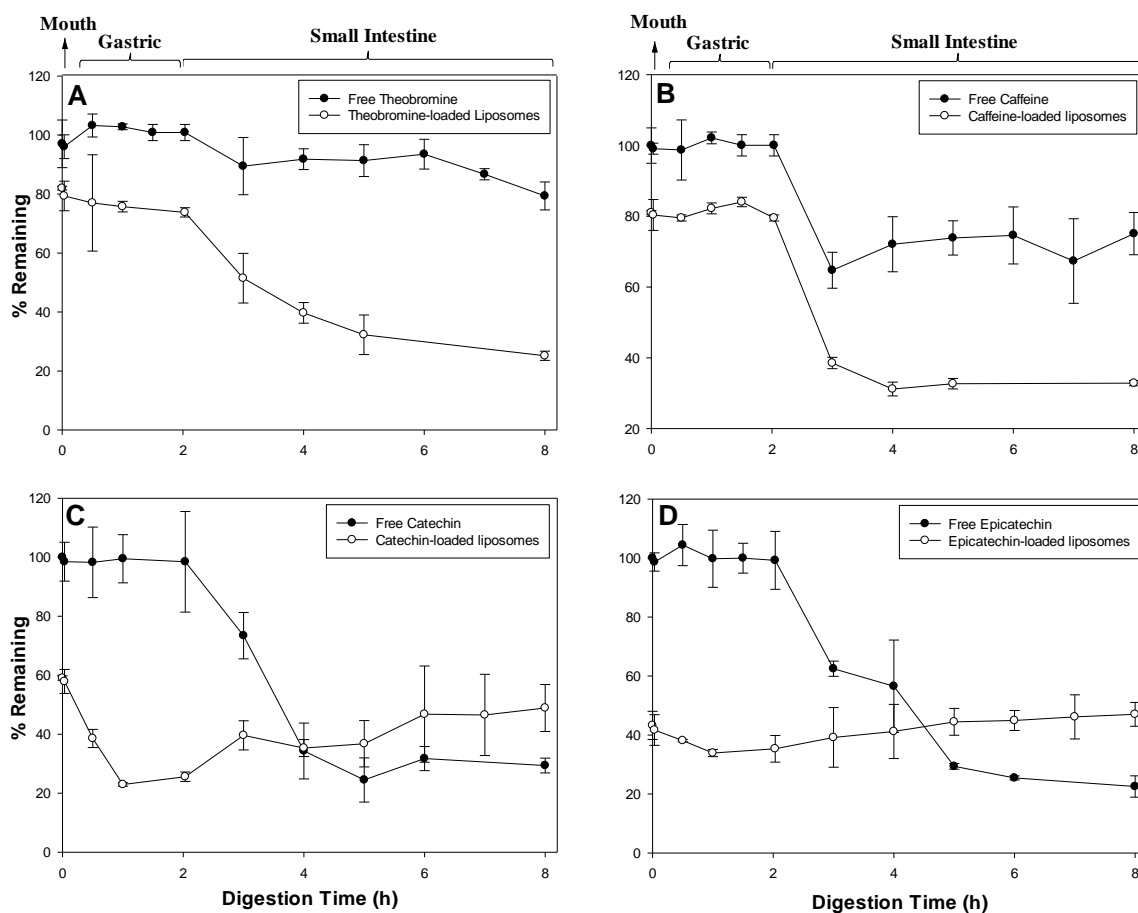 Mouth
Gastric
Small Intestine
A
Free Theobromine
Theobromine-loaded Liposomes
120
100
80
60
40
20
0
% Remaining
0 2 4 6 8
Mouth
Gastric
Small Intestine
B
Free Caffeine
Caffeine-loaded liposomes
120
100
80
60
40
20
0 2 4 6 8
C
Free Catechin
Catechin-loaded liposomes
120
100
80
60
40
20
0
% Remaining
0 2 4 6 8
Digestion Time (h)
D
Free Epicatechin
Epicatechin-loaded liposomes
120
100
80
60
40
20
0
0 2 4 6 8
Digestion Time (h)